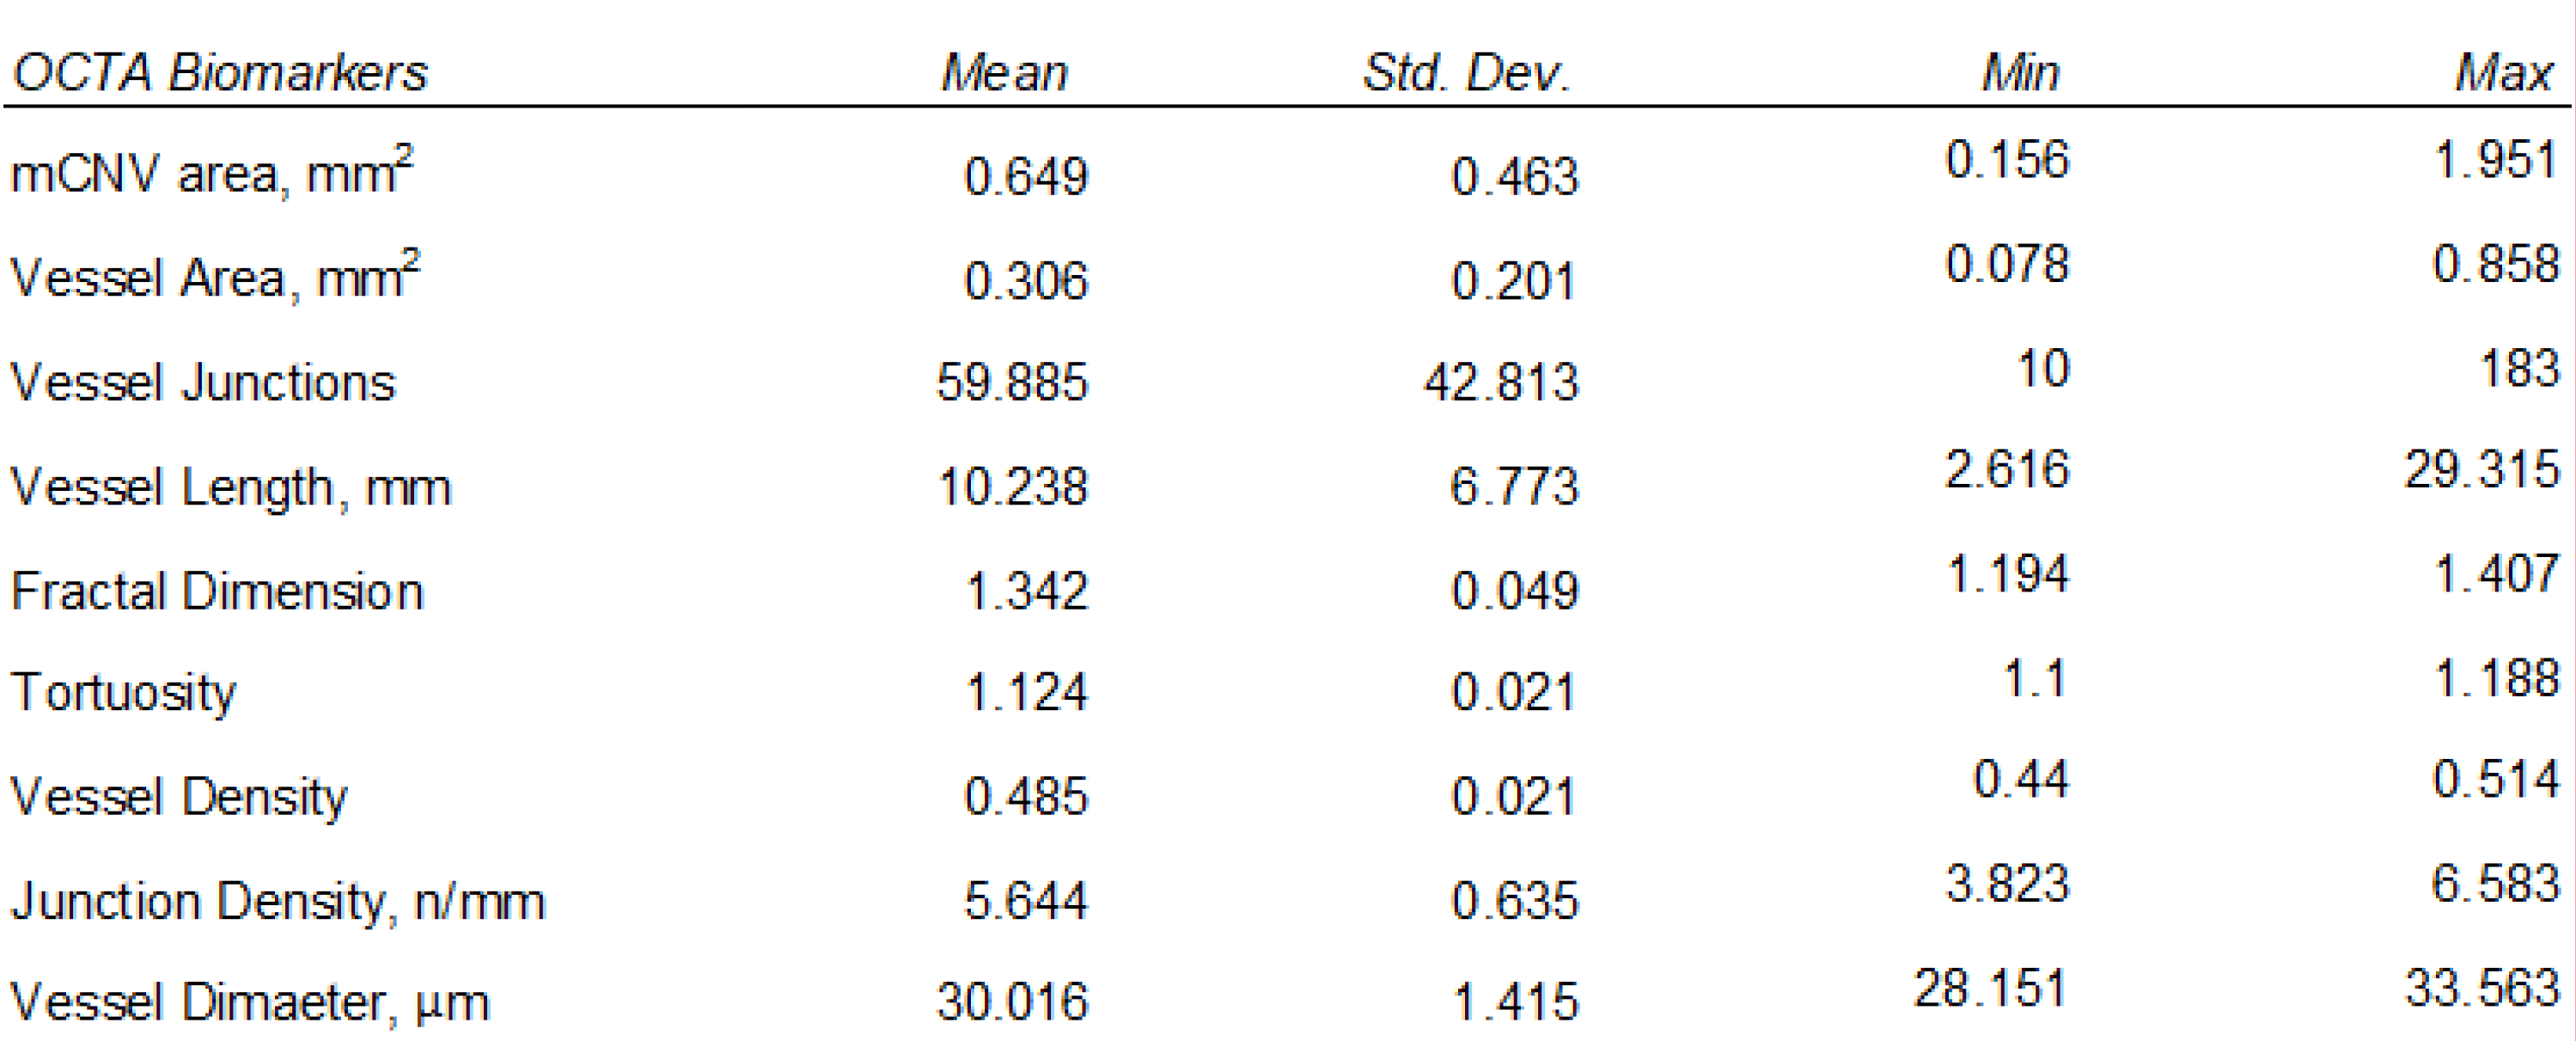 OCTA Biomarkers Mean Std. Dev. Min Max
mCNV area, mm² 0.649 0.463 0.156 1.951
Vessel Area, mm² 0.306 0.201 0.078 0.858
Vessel Junctions 59.885 42.813 10 183
Vessel Length, mm 10.238 6.773 2.616 29.315
Fractal Dimension 1.342 0.049 1.194 1.407
Tortuosity 1.124 0.021 1.1 1.188
Vessel Density 0.485 0.021 0.44 0.514
Junction Density, n/mm 5.644 0.635 3.823 6.583
Vessel Dimaeter, µm 30.016 1.415 28.151 33.563